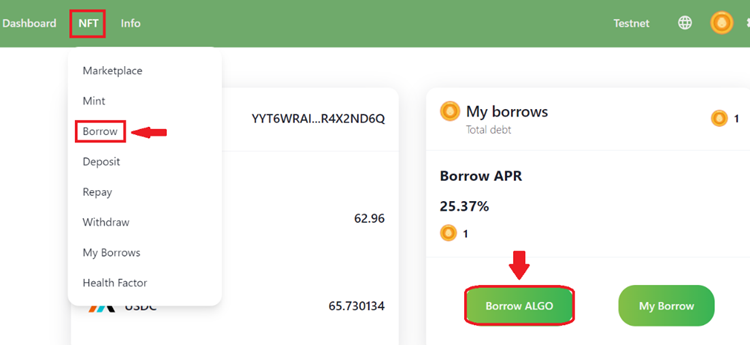 Dashboard NFT Info Testnet
Marketplace
Mint
Borrow
Deposit
Repay
Withdraw
My Borrows
Health Factor
YYT6WRAI...R4X2ND6Q
62.96
USDC 65.730134
My borrows
Total debt
1
Borrow APR
25.37%
1
Borrow ALGO My Borrow